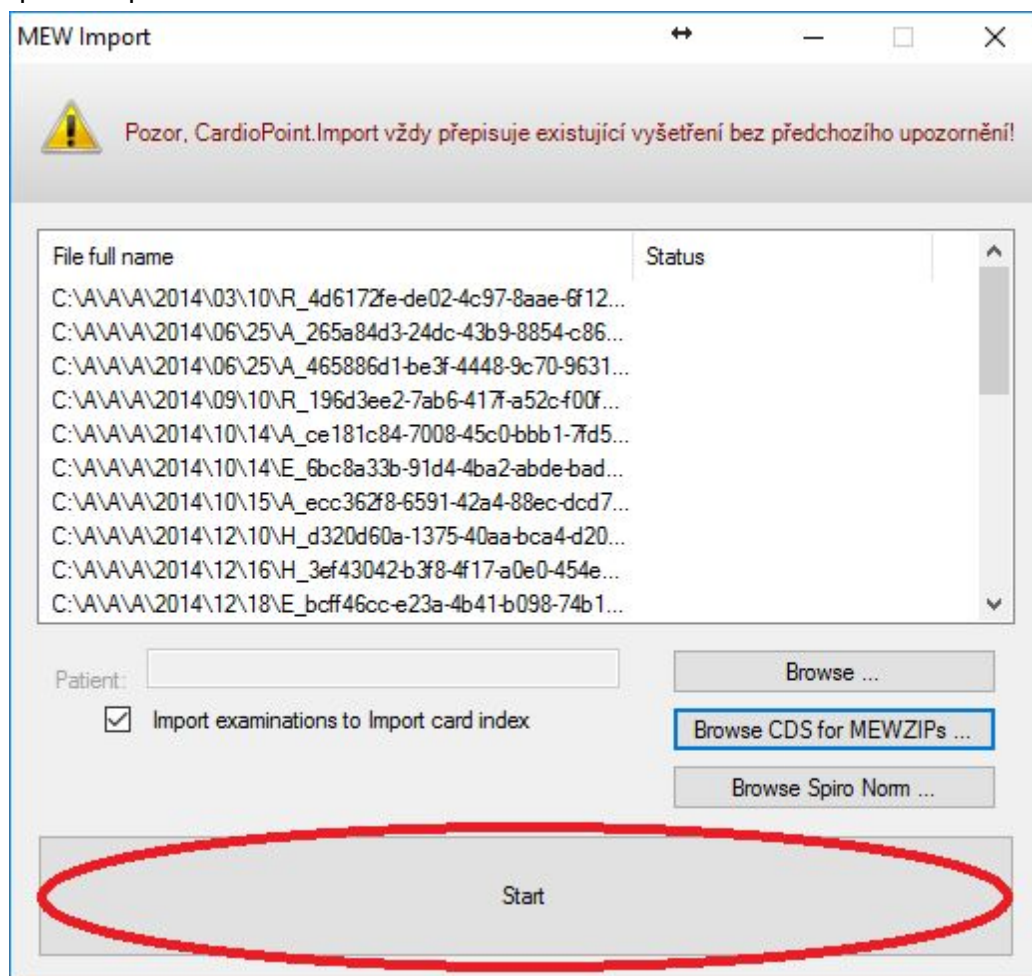 MEW Import
Pozor, CardioPoint.Import vždy přepisuje existující vyšetření bez předchozího upozornění!
File full name Status
C:\A\A\A\2014\03\10\R_4d6172fe-de02-4c97-8aae-6f12...
C:\A\A\A\2014\06\25\A_265a84d3-24dc-43b9-8854-c86...
C:\A\A\A\2014\06\25\A_465886d1-be3f-4448-9c70-9631...
C:\A\A\A\2014\09\10\R_196d3ee2-7ab6-417f-a52c-f00f...
C:\A\A\A\2014\10\14\A_ce181c84-7008-45c0-bbb1-7fd5...
C:\A\A\A\2014\10\14\E_6bc8a33b-91d4-4ba2-abde-bad...
C:\A\A\A\2014\10\15\A_ecc362f8-6591-42a4-88ec-dcd7...
C:\A\A\A\2014\12\10\H_d320d60a-1375-40aa-bca4-d20...
C:\A\A\A\2014\12\16\H_3ef43042-b3f8-4f17-a0e0-454e...
C:\A\A\A\2014\12\18\E_bcff46cc-e23a-4b41-b098-74b1...
Patient:
Browse ...
Import examinations to Import card index
Browse CDS for MEWZIPs ...
Browse Spiro Norm ...
Start